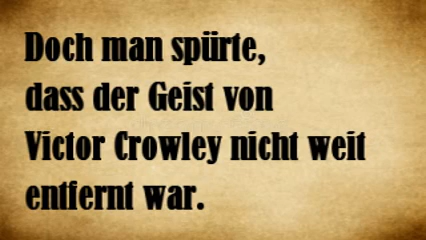 Doch man spürte,
dass der Geist von
Victor Crowley nicht weit
entfernt war.